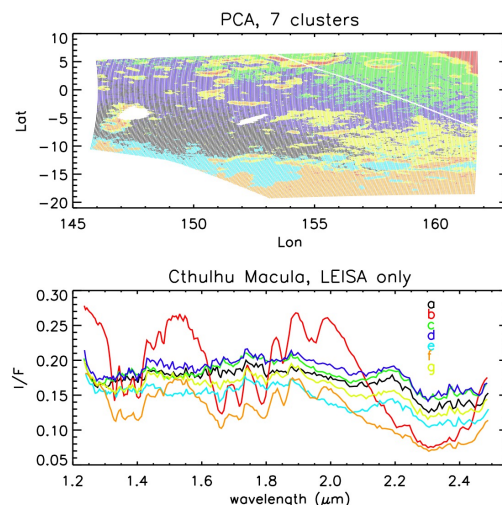 PCA, 7 clusters
10
5
0
-5
-10
-15
-20
Lat
145 150 155 160
Lon
Cthulhu Macula, LEISA only
0.30
0.25
0.20
0.15
0.10
0.05
I/F
a
b
c
d
e
f
g
1.2 1.4 1.6 1.8 2.0 2.2 2.4
wavelength (μm)